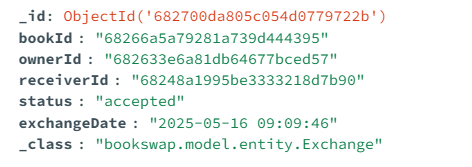 _id: ObjectId('682700da805c054d0779722b')
bookId : "68266a5a79281a739d444395"
ownerId : "682633e6a81db64677bced57"
receiverId : "68248a1995be3333218d7b90"
status : "accepted"
exchangeDate : "2025-05-16 09:09:46"
_class : "bookswap.model.entity.Exchange"